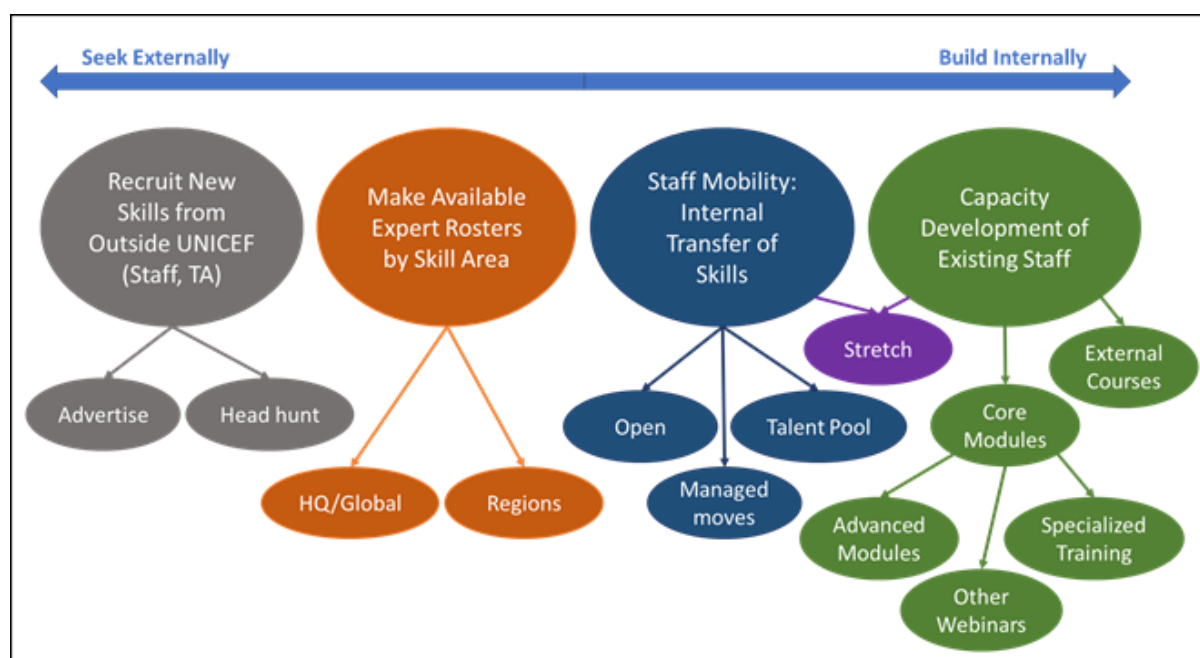 Seek Externally
Build Internally
Recruit New
Skills from
Outside UNICEF
(Staff, TA)
Make Available
Expert Rosters
by Skill Area
Staff Mobility:
Internal
Transfer of
Skills
Capacity
Development of
Existing Staff
Stretch
External
Courses
Advertise
Head hunt
Open
Talent Pool
Core
Modules
HQ/Global
Regions
Managed
moves
Advanced
Modules
Specialized
Training
Other
Webinars